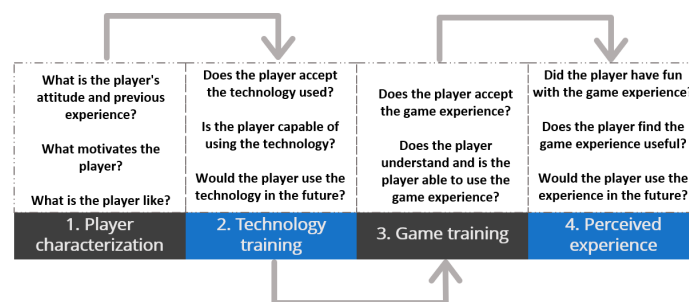 What is the player's
attitude and previous
experience?
What motivates the
player?
What is the player like?
1. Player
characterization
Does the player accept
the technology used?
Is the player capable of
using the technology?
Would the player use the
technology in the future?
2. Technology
training
Does the player accept
the game experience?
Does the player
understand and is the
player able to use the
game experience?
3. Game training
Did the player have fun
with the game experience?
Does the player find the
game experience useful?
Would the player use the
experience in the future?
4. Perceived
experience